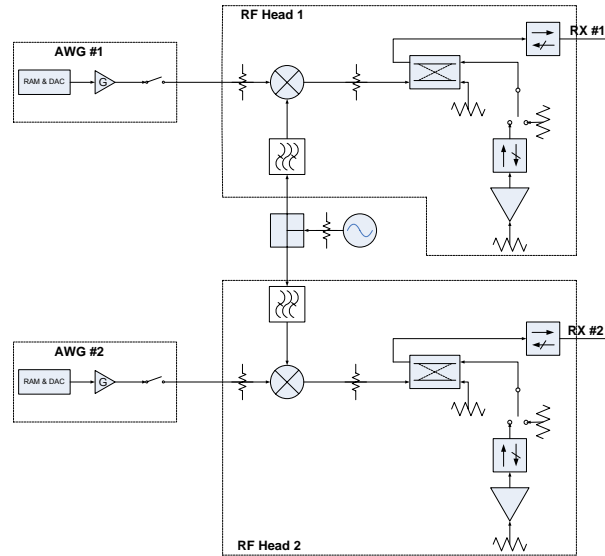 RF Head 1
AWG #1
RX #1
RAM & DAC
G
AWG #2
RX #2
RAM & DAC
G
RF Head 2